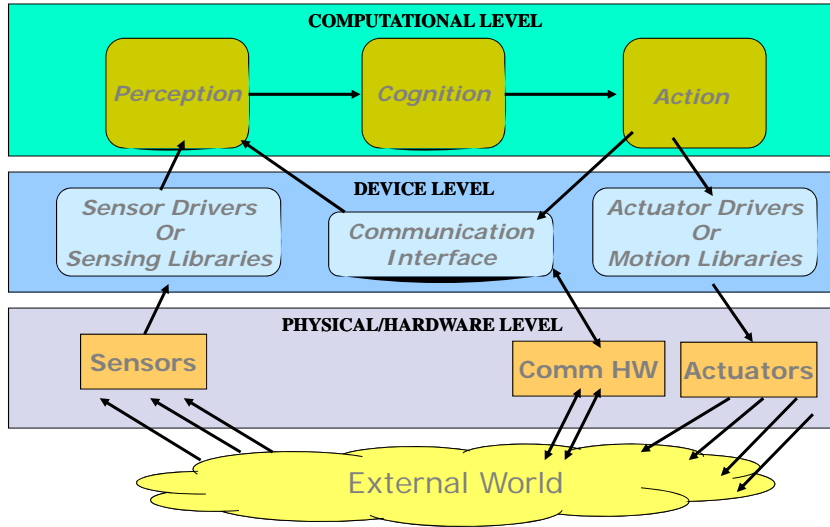 COMPUTATIONAL LEVEL
Perception
Cognition
Action
DEVICE LEVEL
Sensor Drivers
Or
Sensing Libraries
Communication
Interface
Actuator Drivers
Or
Motion Libraries
PHYSICAL/HARDWARE LEVEL
Sensors
Comm HW
Actuators
External World